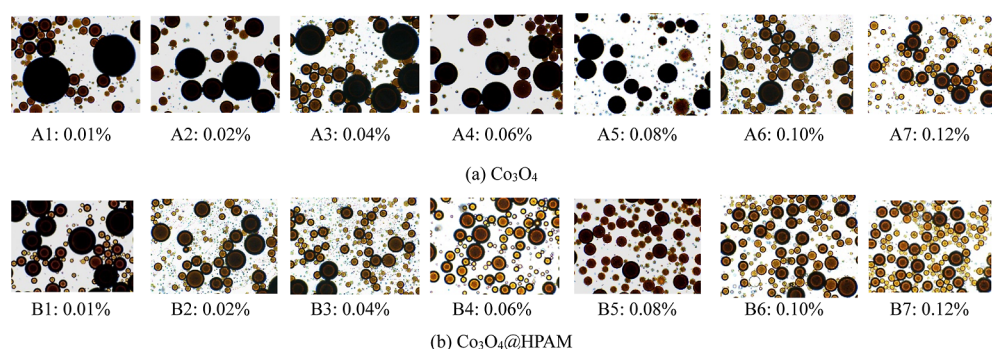 A1: 0.01% A2: 0.02% A3: 0.04% A4: 0.06% A5: 0.08% A6: 0.10% A7: 0.12%
(a) Co₃O₄
B1: 0.01% B2: 0.02% B3: 0.04% B4: 0.06% B5: 0.08% B6: 0.10% B7: 0.12%
(b) Co₃O₄@HPAM